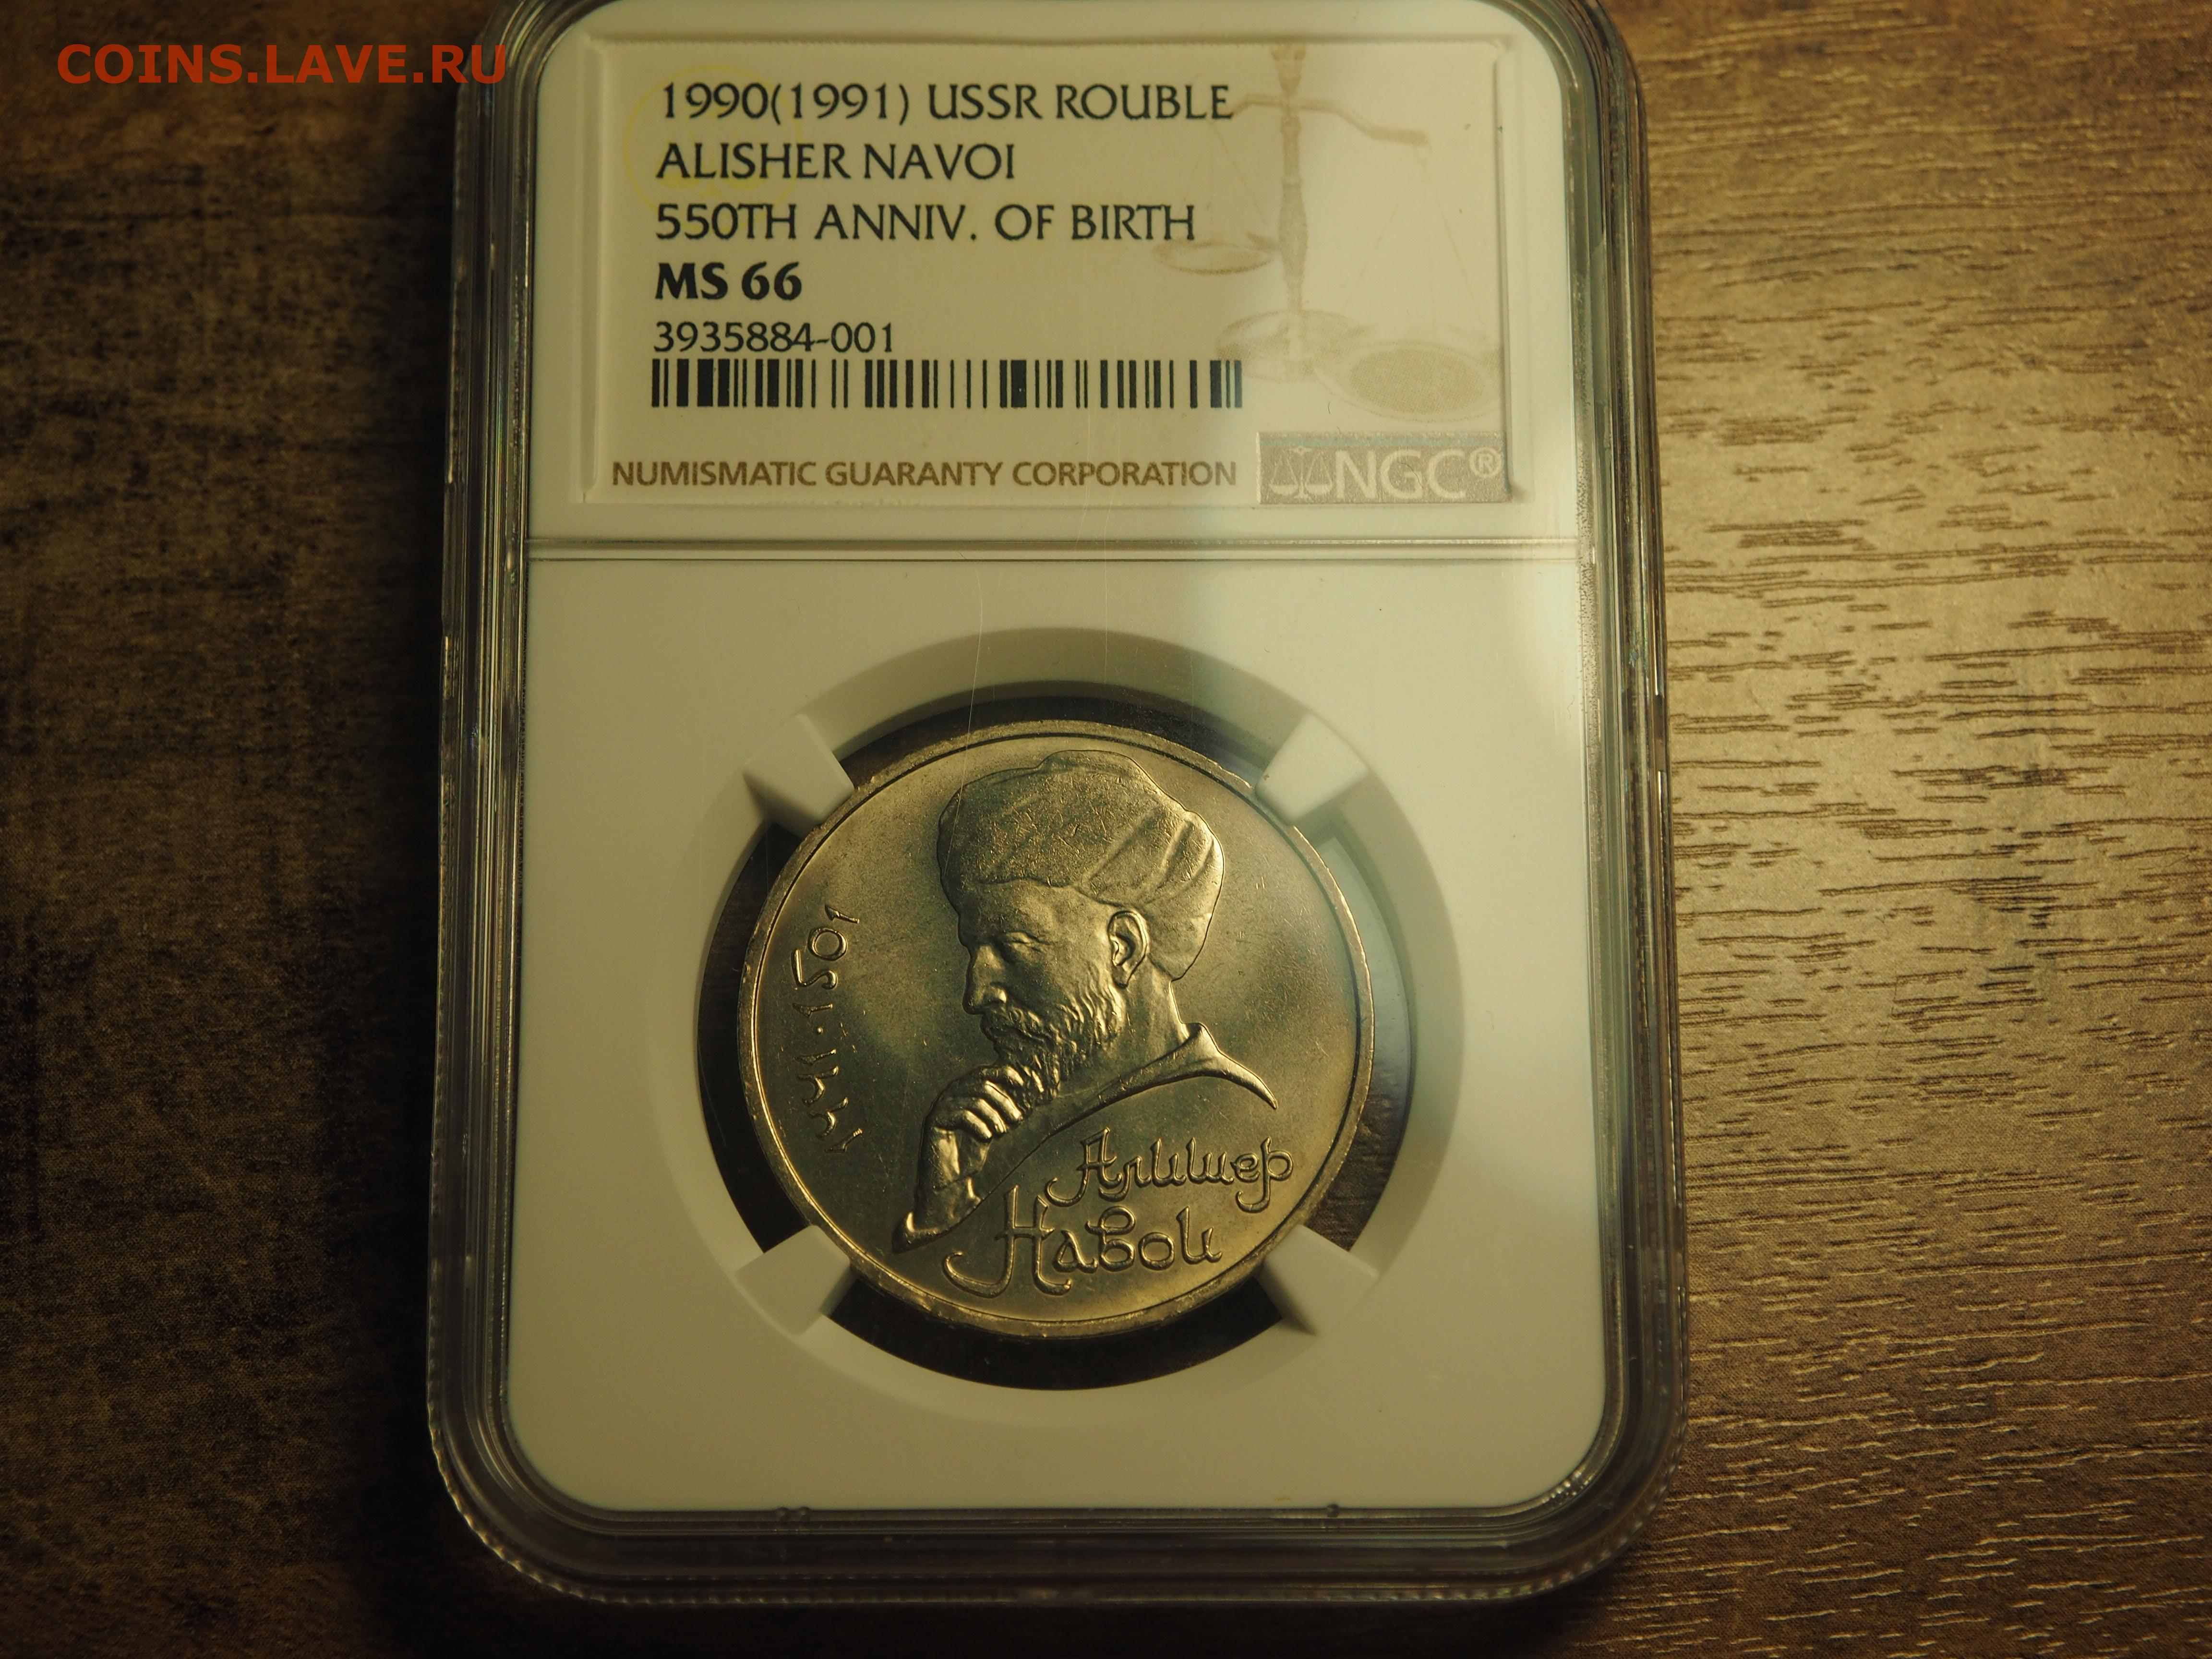 COINS.LAVE.RU
1990(1991) USSR ROUBLE
ALISHER NAVOI
550TH ANNIV. OF BIRTH
MS 66
3935884-001
NUMISMATIC GUARANTY CORPORATION
NGC®
1441·1501
Алишер
Навои